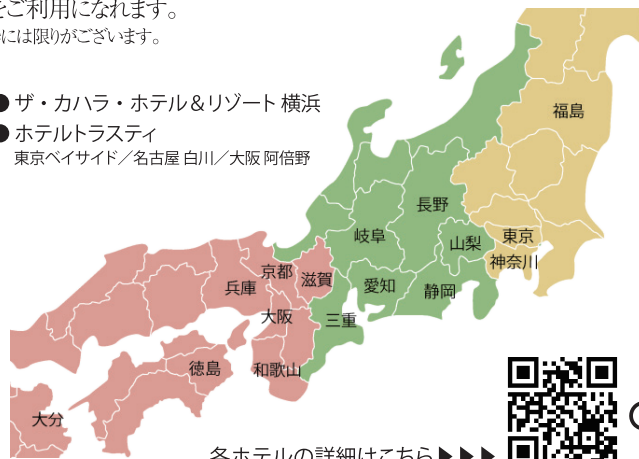 をご利用になれます。
には限りがございます。
● ザ・カハラ・ホテル＆リゾート 横浜
● ホテルトラスティ
東京ベイサイド／名古屋 白川／大阪 阿倍野
福島
長野
岐阜
山梨
東京
神奈川
京都
滋賀
兵庫
愛知
静岡
大阪
三重
徳島
和歌山
大分
各ホテルの詳細はこちら▶▶▶